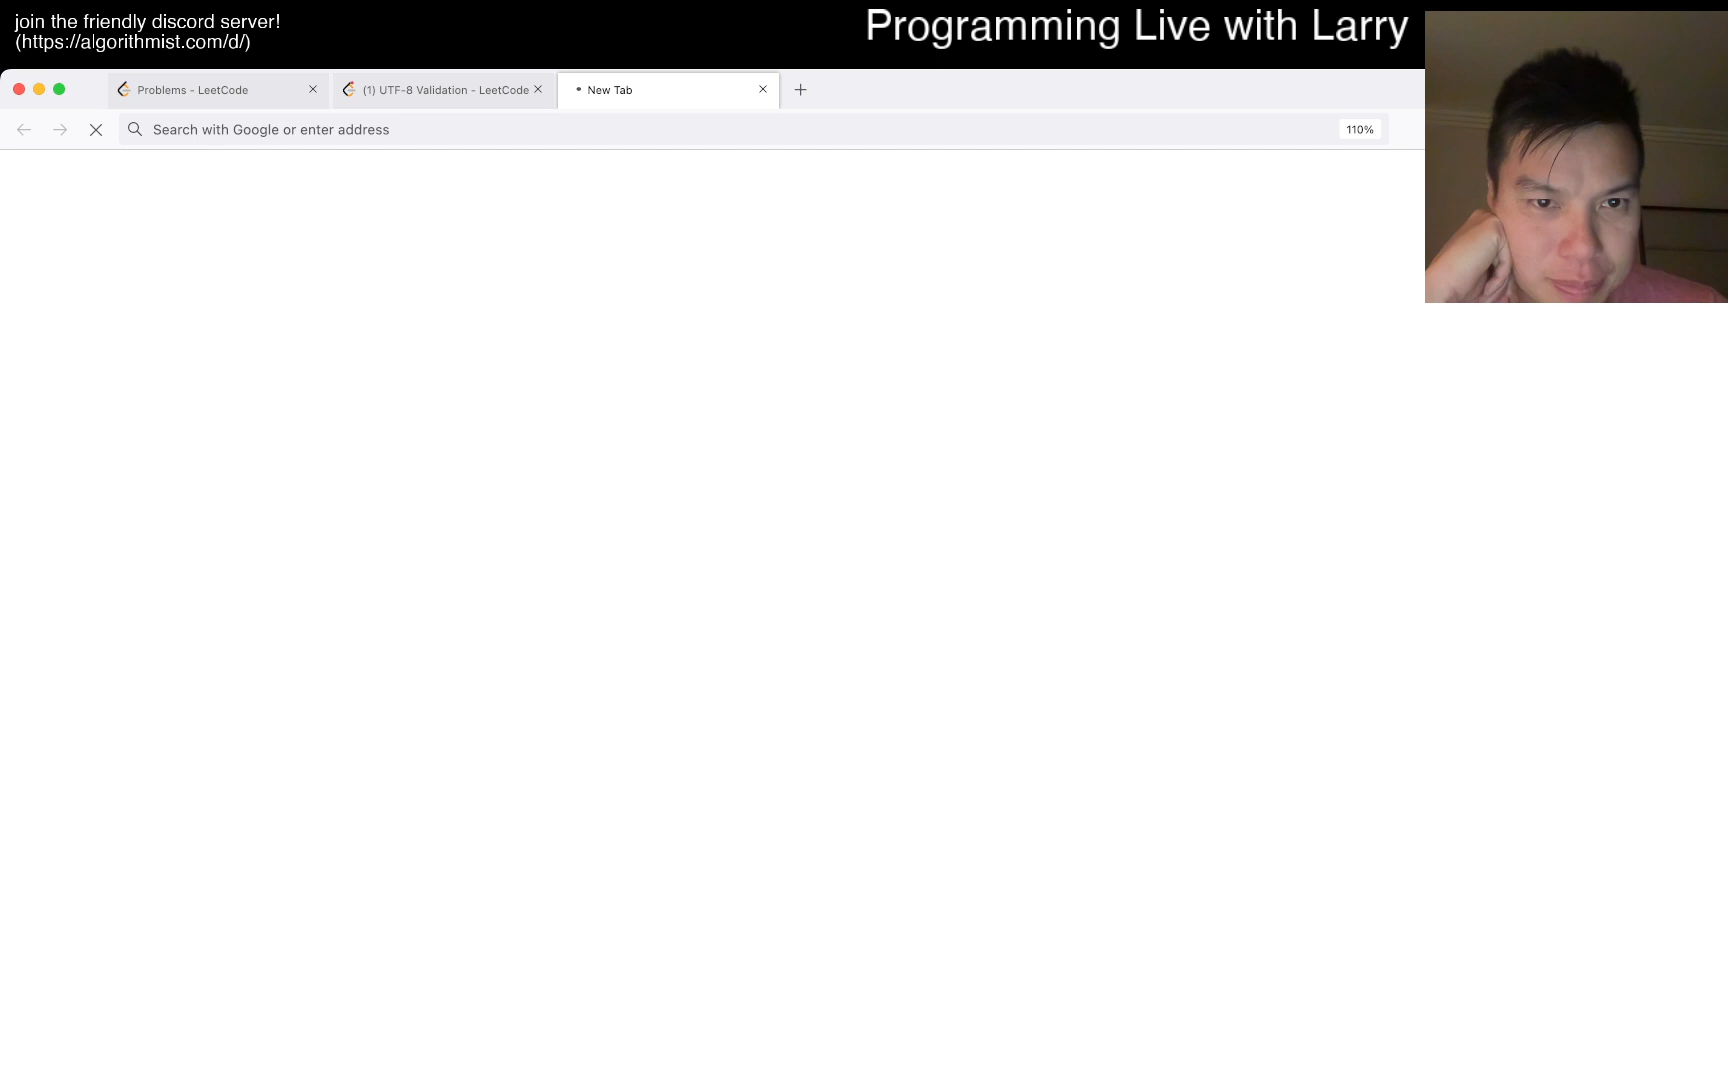 join the friendly discord server!
(https://algorithmist.com/d/)
Programming Live with Larry
Problems - LeetCode
(1) UTF-8 Validation - LeetCode
New Tab
Search with Google or enter address
110%